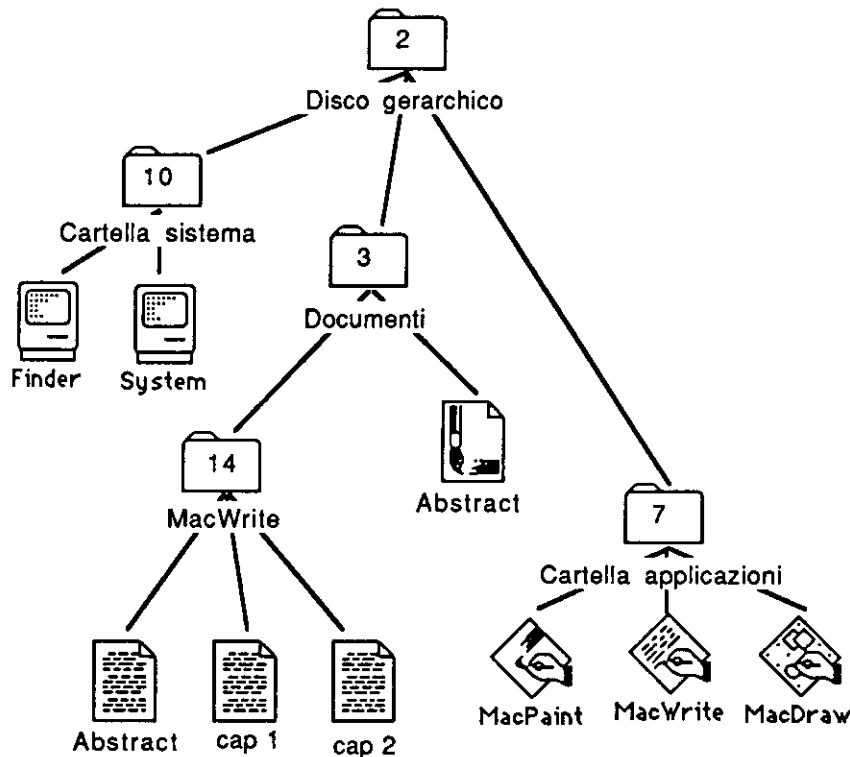 2
Disco gerarchico
10
Cartella sistema
3
Documenti
Finder
System
14
MacWrite
Abstract
7
Cartella applicazioni
Abstract
cap 1
cap 2
MacPaint
MacWrite
MacDraw